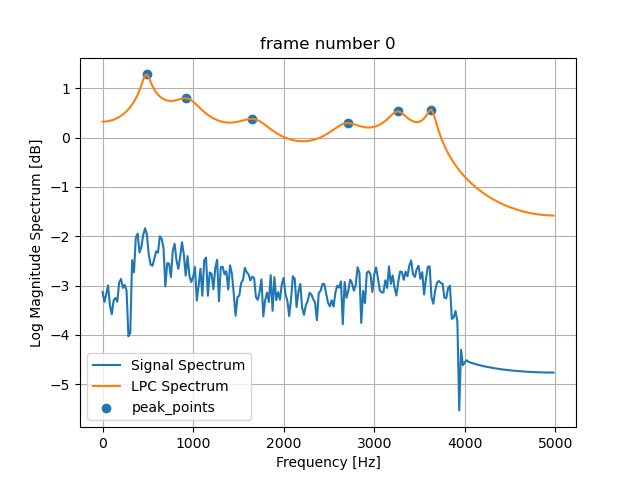 frame number 0
Log Magnitude Spectrum [dB]
1
0
−1
−2
−3
−4
−5
Signal Spectrum
LPC Spectrum
peak_points
0 1000 2000 3000 4000 5000
Frequency [Hz]